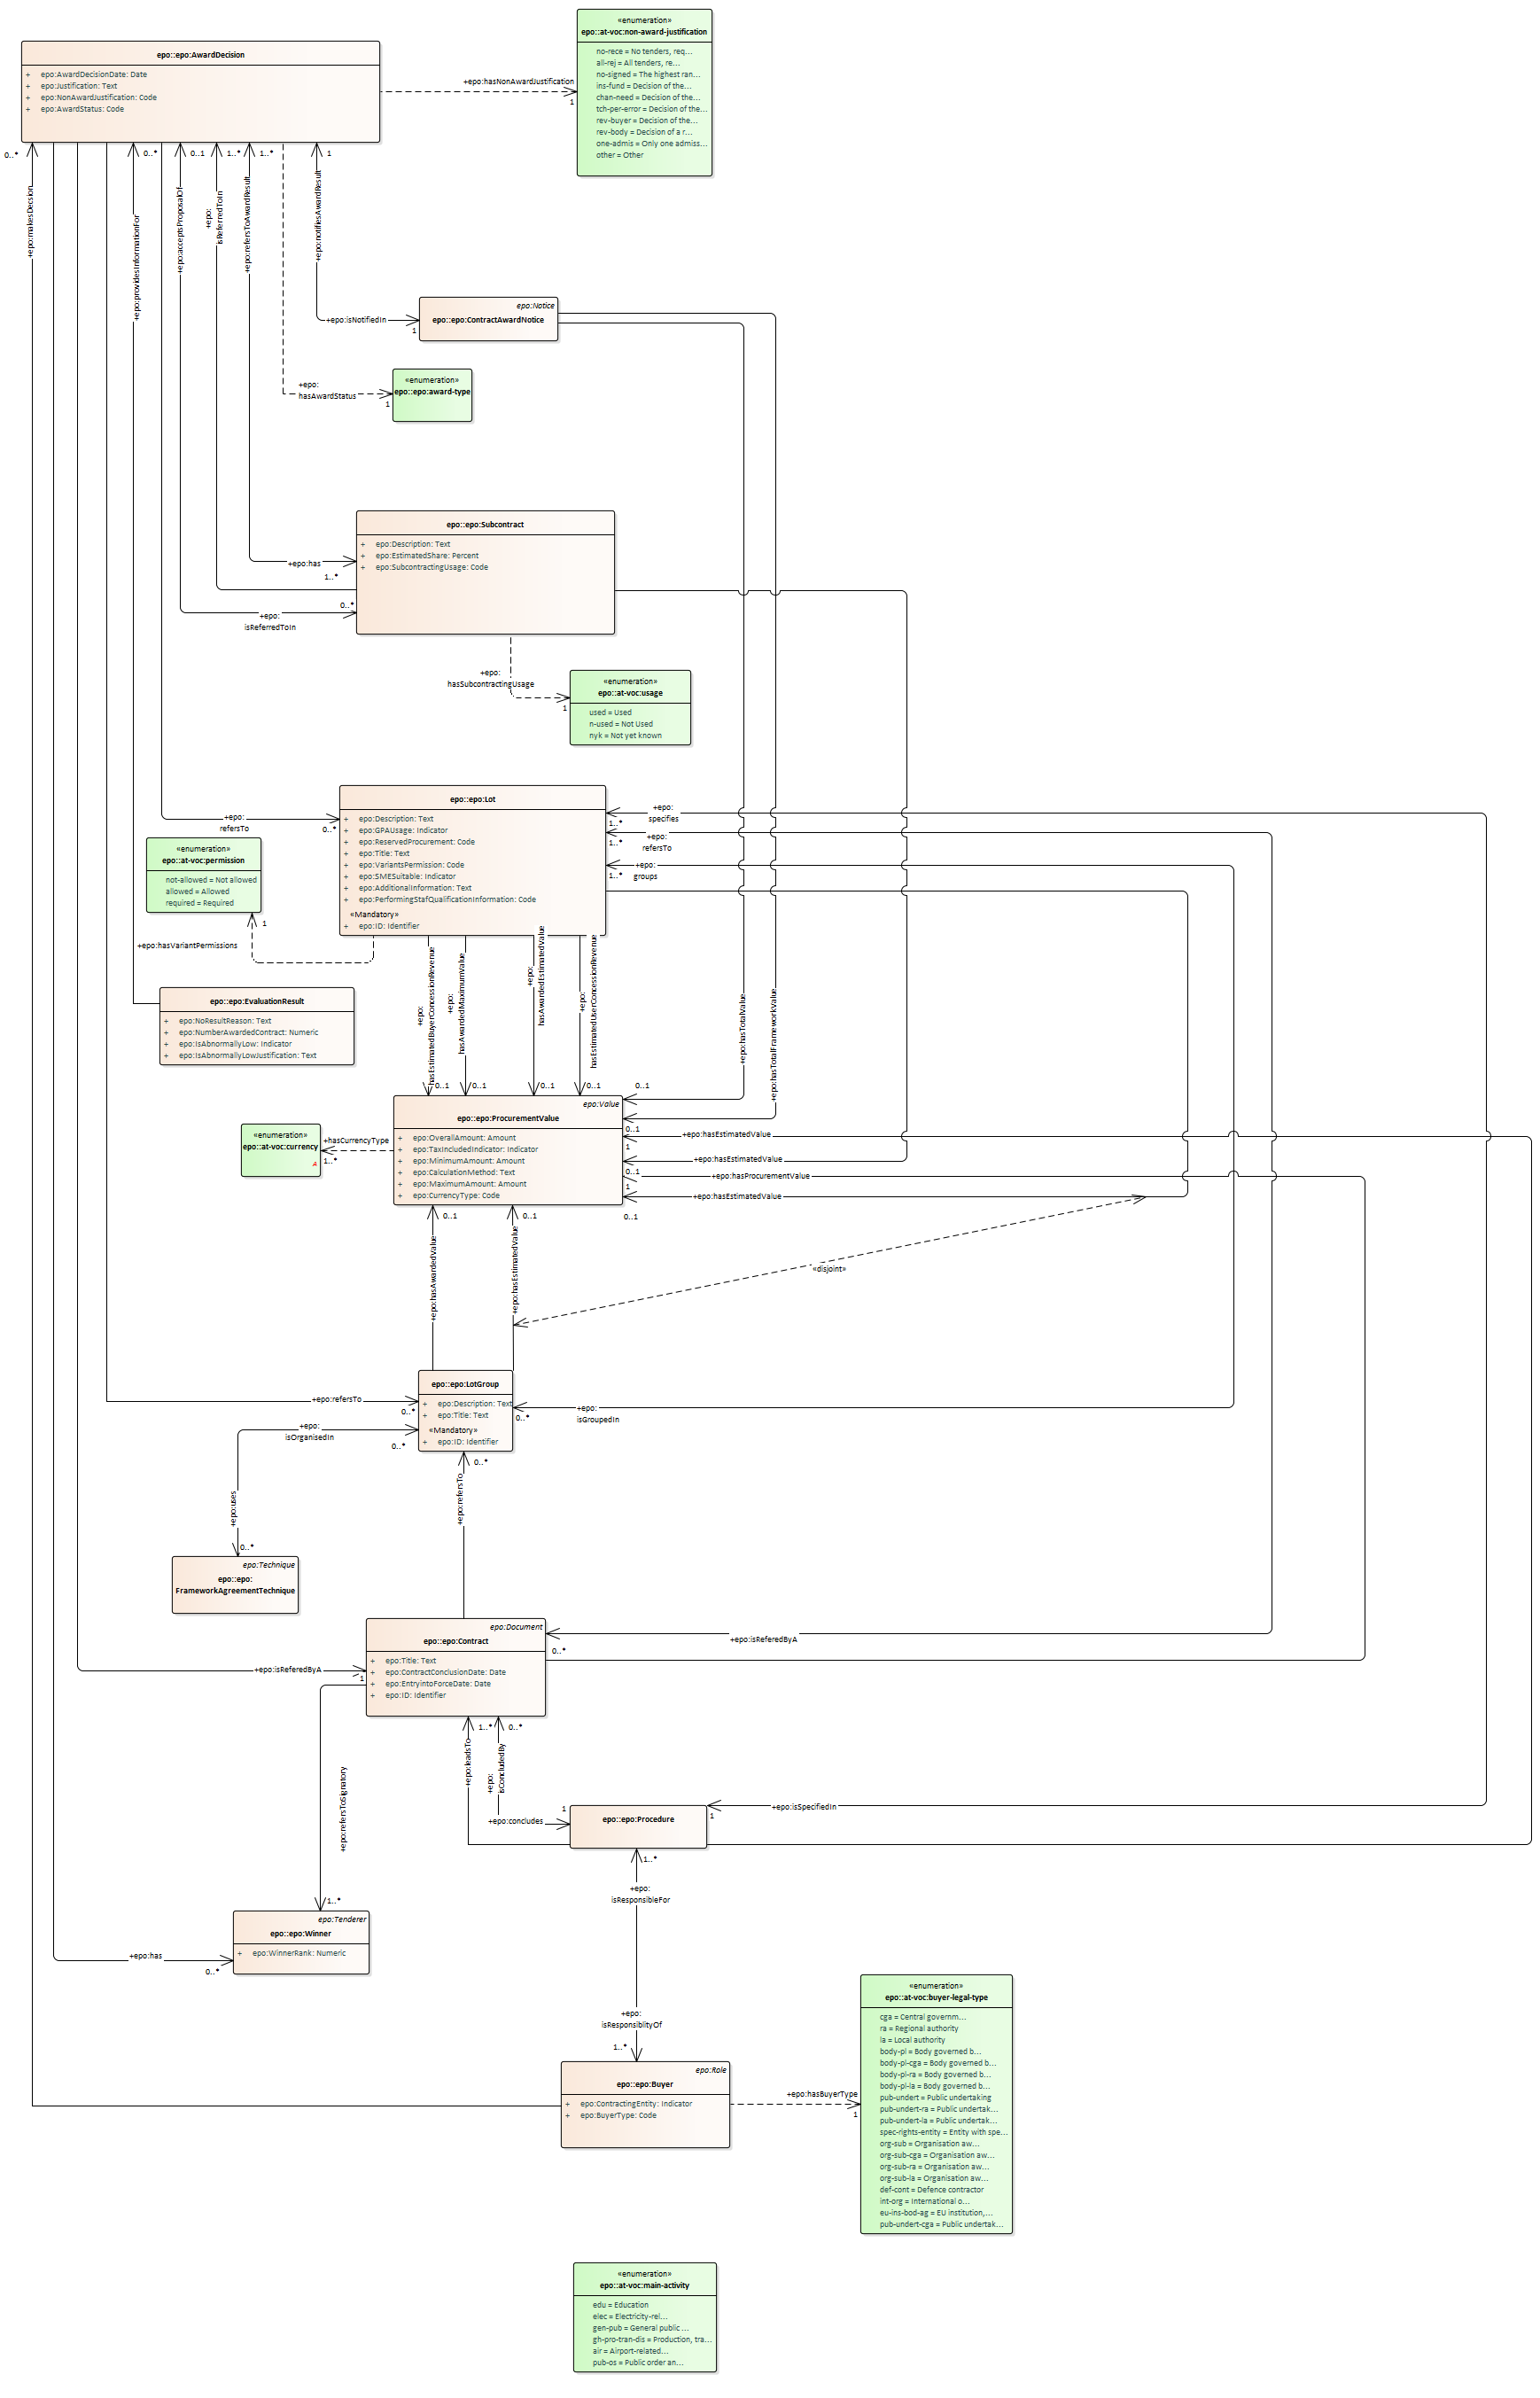 «enumeration»
epo::at-voc:non-award-justification
no-rece = No tenders, req...
all-rej = All tenders, re...
no-signed = The highest ran...
ins-fund = Decision of the...
chan-need = Decision of the...
tch-per-error = Decision of the...
rev-buyer = Decision of the...
rev-body = Decision of a r...
one-admis = Only one admiss...
other = Other
epo::epo:AwardDecision
+ epo:AwardDecisionDate: Date
+ epo:Justification: Text
+ epo:NonAwardJustification: Code
+ epo:AwardStatus: Code
+epo:hasNonAwardJustification
1
0..*
0..*
0..1
1..*
1..*
1
+epo:makesDecsion
+epo:providesInformationFor
+epo:acceptsProposalOf
+epo:
isReferredToIn
+epo:refersToAwardResult
+epo:notifiesAwardResult
epo:Notice
epo::epo:ContractAwardNotice
+epo:isNotifiedIn
1
«enumeration»
epo::epo:award-type
+epo:
hasAwardStatus
1
epo::epo:Subcontract
+ epo:Description: Text
+ epo:EstimatedShare: Percent
+ epo:SubcontractingUsage: Code
+epo:has
1..*
0..*
+epo:
isReferredToIn
+epo:
hasSubcontractingUsage
1
«enumeration»
epo::at-voc:usage
used = Used
n-used = Not Used
nyk = Not yet known
epo::epo:Lot
+ epo:Description: Text
+ epo:GPAUsage: Indicator
+ epo:ReservedProcurement: Code
+ epo:Title: Text
+ epo:VariantsPermission: Code
+ epo:SMESuitable: Indicator
+ epo:AdditionalInformation: Text
+ epo:PerformingStafQualificationInformation: Code
«Mandatory»
+ epo:ID: Identifier
+epo:
refersTo
0..*
+epo:
specifies
1..*
+epo:
refersTo
1..*
+epo:
groups
1..*
«enumeration»
epo::at-voc:permission
not-allowed = Not allowed
allowed = Allowed
required = Required
1
+epo:hasVariantPermissions
epo::epo:EvaluationResult
+ epo:NoResultReason: Text
+ epo:NumberAwardedContract: Numeric
+ epo:IsAbnormallyLow: Indicator
+ epo:IsAbnormallyLowJustification: Text
+epo:
hasEstimatedBuyerConcessionRevenue
+epo:
hasAwardedMaximumValue
+epo:
hasAwardedEstimatedValue
+epo:
hasEstimatedUserConcessionRevenue
+epo:hasTotalValue
+epo:hasTotalFrameworkValue
0..1
0..1
0..1
0..1
0..1
epo:Value
epo::epo:ProcurementValue
+ epo:OverallAmount: Amount
+ epo:TaxIncludedIndicator: Indicator
+ epo:MinimumAmount: Amount
+ epo:CalculationMethod: Text
+ epo:MaximumAmount: Amount
+ epo:CurrencyType: Code
«enumeration»
epo::at-voc:currency
A
+hasCurrencyType
1..*
0..1
+epo:hasEstimatedValue
1
+epo:hasEstimatedValue
0..1
+epo:hasProcurementValue
1
+epo:hasEstimatedValue
0..1
0..1
0..1
+epo:hasAwardedValue
+epo:hasEstimatedValue
«disjoint»
epo::epo:LotGroup
+ epo:Description: Text
+ epo:Title: Text
«Mandatory»
+ epo:ID: Identifier
+epo:refersTo
0..*
+epo:
isOrganisedIn
0..*
0..*
+epo:
isGroupedIn
0..*
+epo:refersTo
+epo:uses
0..*
epo:Technique
epo::epo:
FrameworkAgreementTechnique
epo:Document
epo::epo:Contract
+ epo:Title: Text
+ epo:ContractConclusionDate: Date
+ epo:EntryintoForceDate: Date
+ epo:ID: Identifier
+epo:isReferedByA
0..*
+epo:isReferedByA
1
1..*
0..*
+epo:leadsTo
+epo:
isConcludedBy
+epo:refersToSignatory
1
+epo:concludes
epo::epo:Procedure
+epo:isSpecifiedIn
1
1..*
+epo:
isResponsibleFor
1..*
epo:Tenderer
epo::epo:Winner
+ epo:WinnerRank: Numeric
+epo:has
0..*
+epo:
isResponsiblityOf
1..*
epo:Role
epo::epo:Buyer
+ epo:ContractingEntity: Indicator
+ epo:BuyerType: Code
+epo:hasBuyerType
1
«enumeration»
epo::at-voc:buyer-legal-type
cga = Central governm...
ra = Regional authority
la = Local authority
body-pl = Body governed b...
body-pl-cga = Body governed b...
body-pl-ra = Body governed b...
body-pl-la = Body governed b...
pub-undert = Public undertaking
pub-undert-ra = Public undertak...
pub-undert-la = Public undertak...
spec-rights-entity = Entity with spe...
org-sub = Organisation aw...
org-sub-cga = Organisation aw...
org-sub-ra = Organisation aw...
org-sub-la = Organisation aw...
def-cont = Defence contractor
int-org = International o...
eu-ins-bod-ag = EU institution,...
pub-undert-cga = Public undertak...
«enumeration»
epo::at-voc:main-activity
edu = Education
elec = Electricity-rel...
gen-pub = General public ...
gh-pro-tran-dis = Production, tra...
air = Airport-related...
pub-os = Public order an...